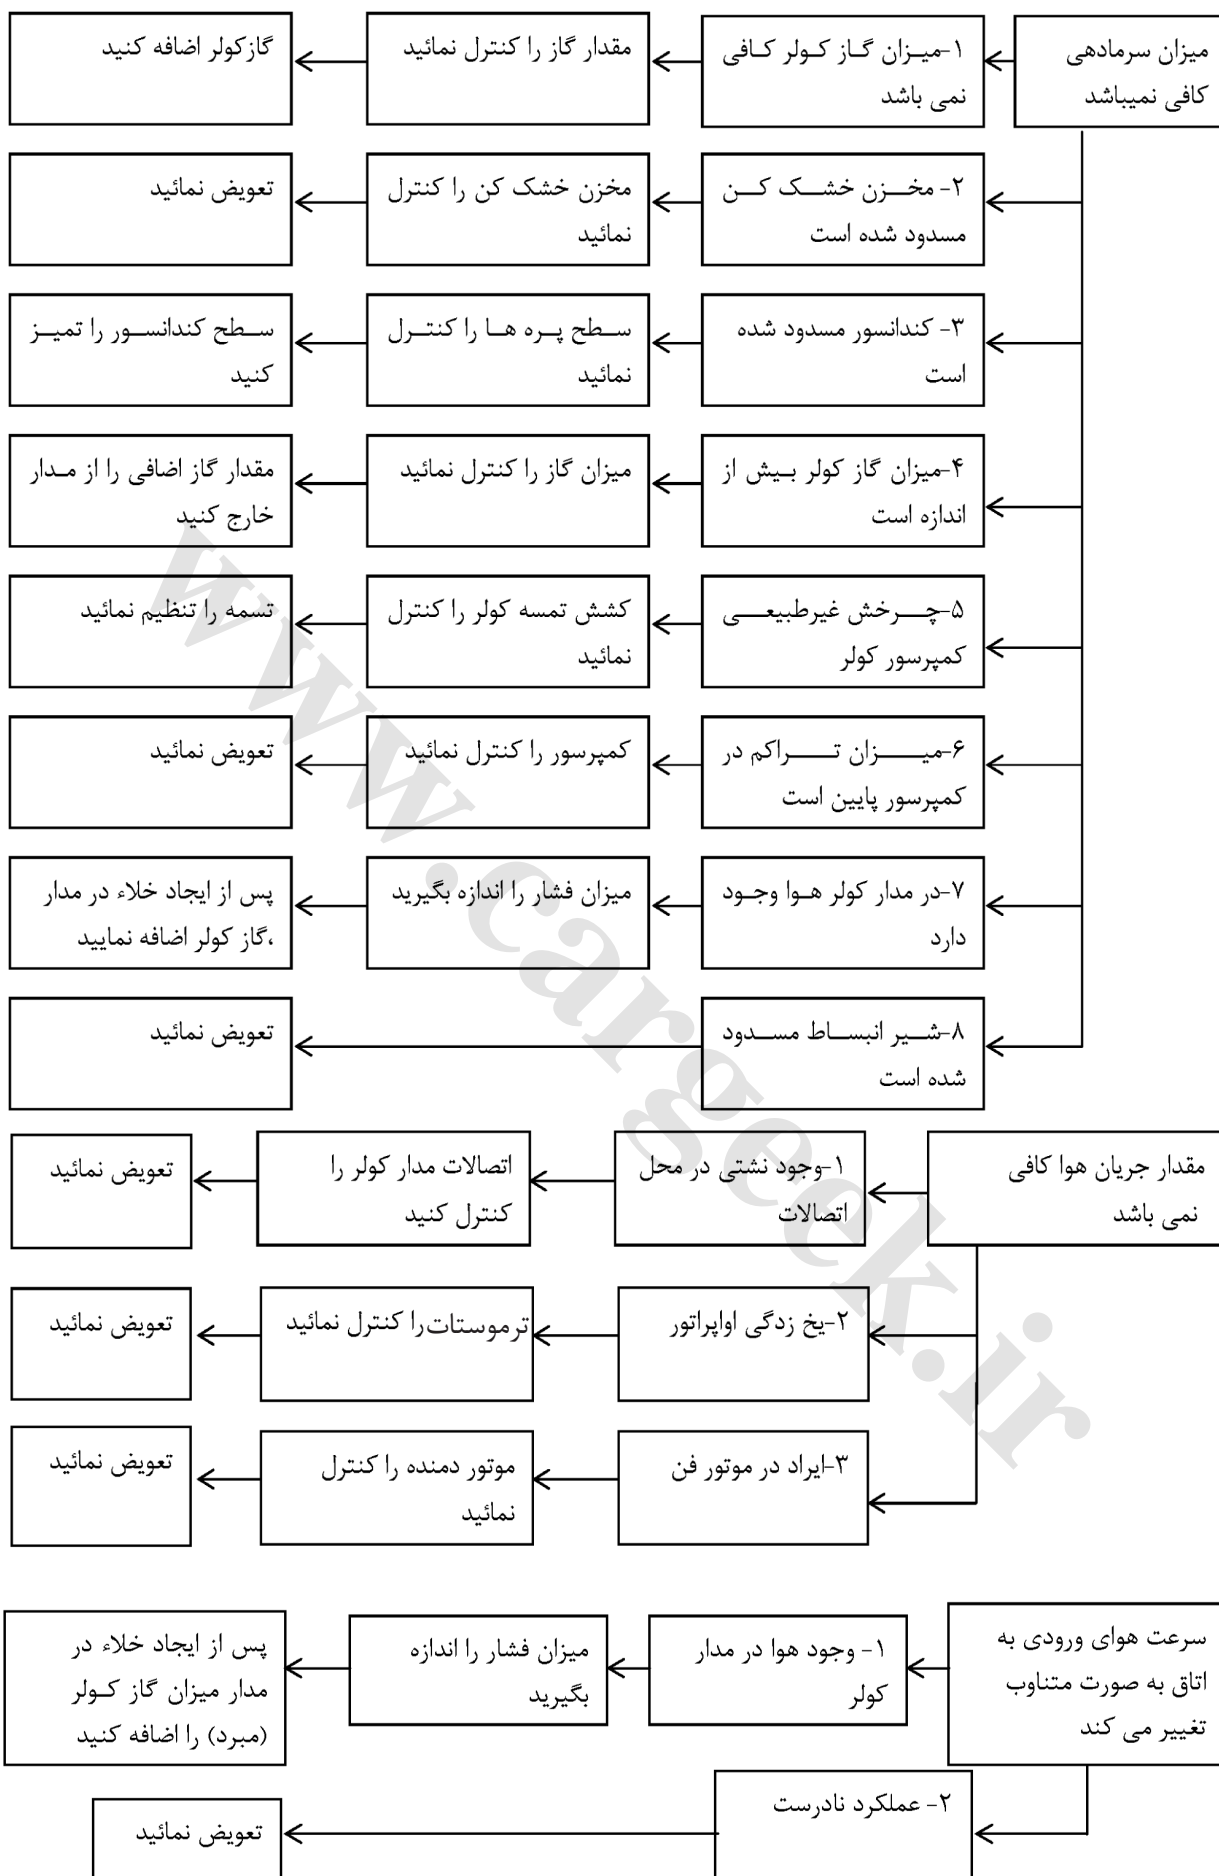 میزان سرمادهی
کافی نمیباشد
۱-میزان گاز کولر کافی
نمی باشد
مقدار گاز را کنترل نمائید
گازکولر اضافه کنید
۲- مخزن خشک کن
مسدود شده است
مخزن خشک کن را کنترل
نمائید
تعویض نمائید
۳- کندانسور مسدود شده
است
سطح پره ها را کنترل
نمائید
سطح کندانسور را تمیز
کنید
۴-میزان گاز کولر بیش از
اندازه است
میزان گاز را کنترل نمائید
مقدار گاز اضافی را از مدار
خارج کنید
۵-چرخش غیرطبیعی
کمپرسور کولر
کشش تمسه کولر را کنترل
نمائید
تسمه را تنظیم نمائید
۶-میزان تراکم در
کمپرسور پایین است
کمپرسور را کنترل نمائید
تعویض نمائید
۷-در مدار کولر هوا وجود
دارد
میزان فشار را اندازه بگیرید
پس از ایجاد خلاء در مدار
،گاز کولر اضافه نمایید
۸-شیر انبساط مسدود
شده است
تعویض نمائید
مقدار جریان هوا کافی
نمی باشد
۱-وجود نشتی در محل
اتصالات
اتصالات مدار کولر را
کنترل کنید
تعویض نمائید
۲-یخ زدگی اواپراتور
ترموستات را کنترل نمائید
تعویض نمائید
۳-ایراد در موتور فن
موتور دمنده را کنترل
نمائید
تعویض نمائید
سرعت هوای ورودی به
اتاق به صورت متناوب
تغییر می کند
۱- وجود هوا در مدار
کولر
میزان فشار را اندازه
بگیرید
پس از ایجاد خلاء در
مدار میزان گاز کولر
(مبرد) را اضافه کنید
۲- عملکرد نادرست
تعویض نمائید
www.cargeek.ir